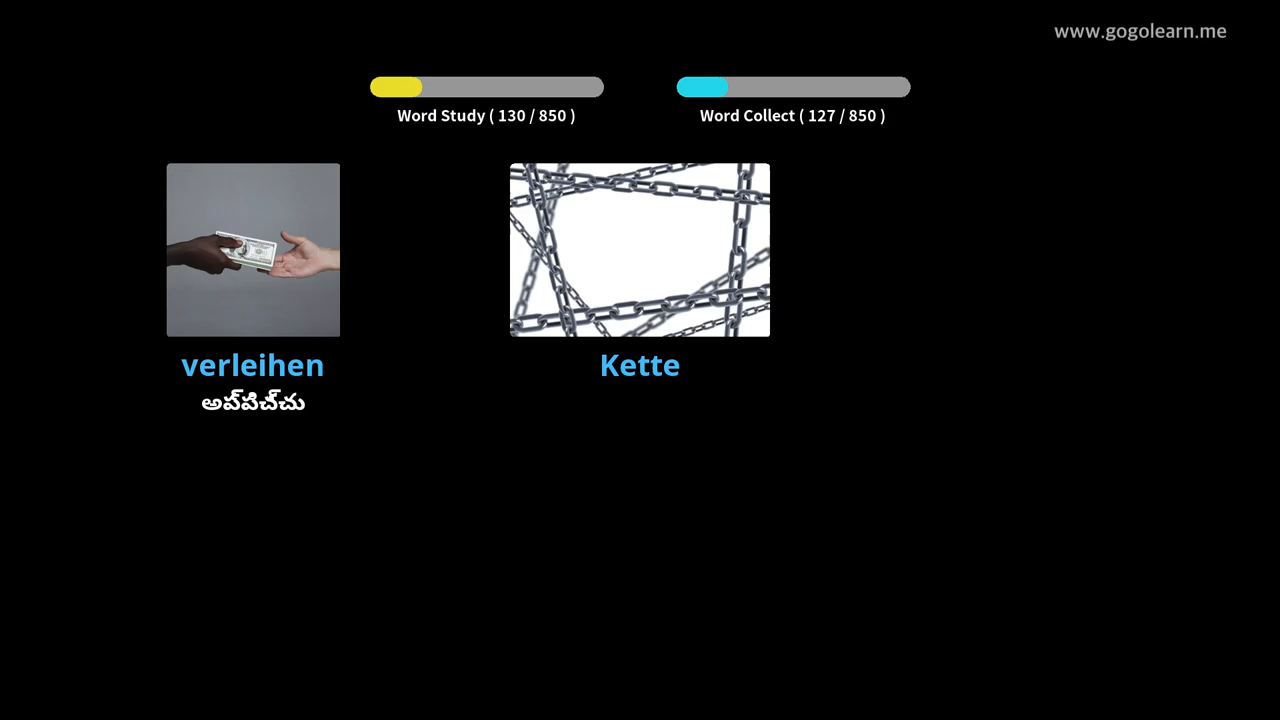 www.gogolearn.me
Word Study ( 130 / 850 )
Word Collect ( 127 / 850 )
verleihen
Kette
అప్పిచ్చు